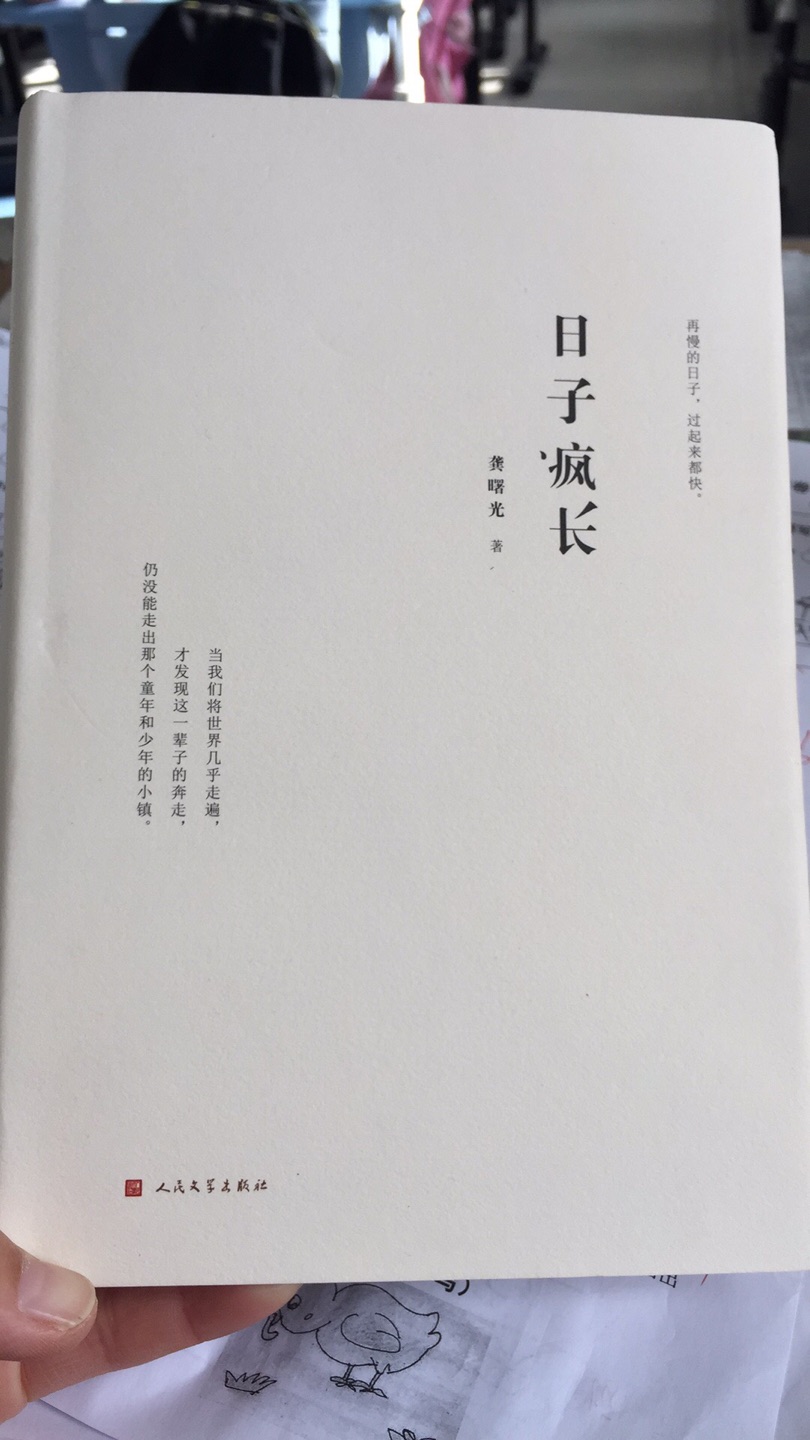 再慢的日子，过起来都快。
日子疯长
龚曙光 著
当我们将世界几乎走遍，
才发现这一辈子的奔走，
仍没能走出那个童年和少年的小镇。
人民文学出版社